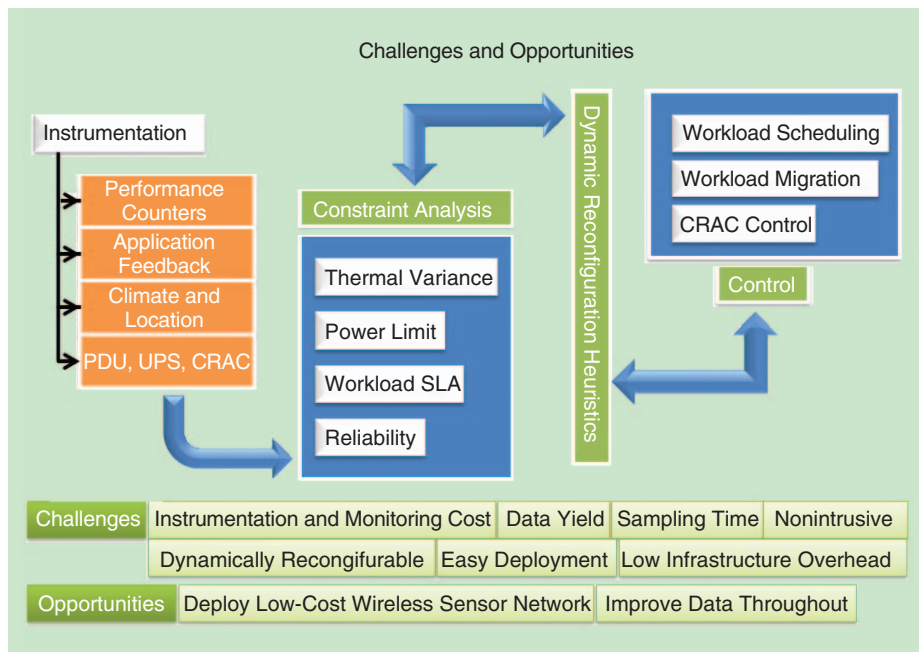 Challenges and Opportunities
Instrumentation
Performance
Counters
Application
Feedback
Climate and
Location
PDU, UPS, CRAC
Constraint Analysis
Thermal Variance
Power Limit
Workload SLA
Reliability
Dynamic Reconfiguration Heuristics
Workload Scheduling
Workload Migration
CRAC Control
Control
Challenges
Instrumentation and Monitoring Cost
Data Yield
Sampling Time
Nonintrusive
Dynamically Recongifurable
Easy Deployment
Low Infrastructure Overhead
Opportunities
Deploy Low-Cost Wireless Sensor Network
Improve Data Throughout